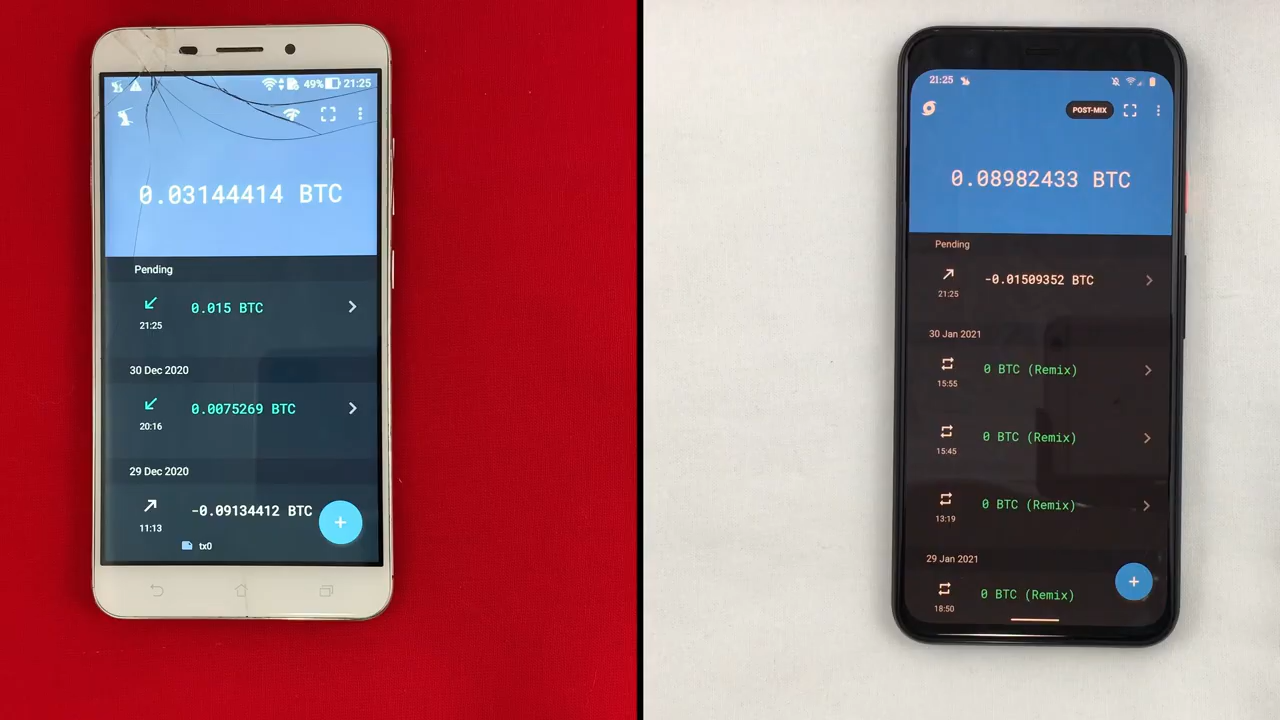 49% 21:25
0.03144414 BTC
Pending
0.015 BTC
21:25
30 Dec 2020
0.0075269 BTC
20:16
29 Dec 2020
-0.09134412 BTC
11:13
tx0
+
21:25
POST-MIX
0.08982433 BTC
Pending
-0.01509352 BTC
21:25
30 Jan 2021
0 BTC (Remix)
15:55
0 BTC (Remix)
15:45
0 BTC (Remix)
13:19
29 Jan 2021
0 BTC (Remix)
18:50
+